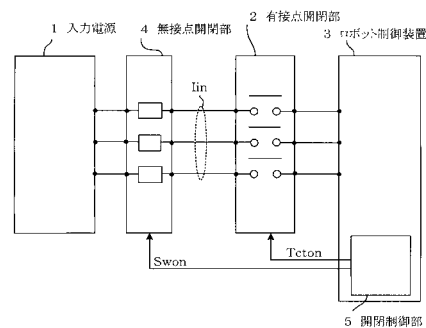 1 入力電源
4 無接点開閉部
2 有接点開閉部
3 ロボット制御装置
Iin
Tcton
Swon
5 開閉制御部